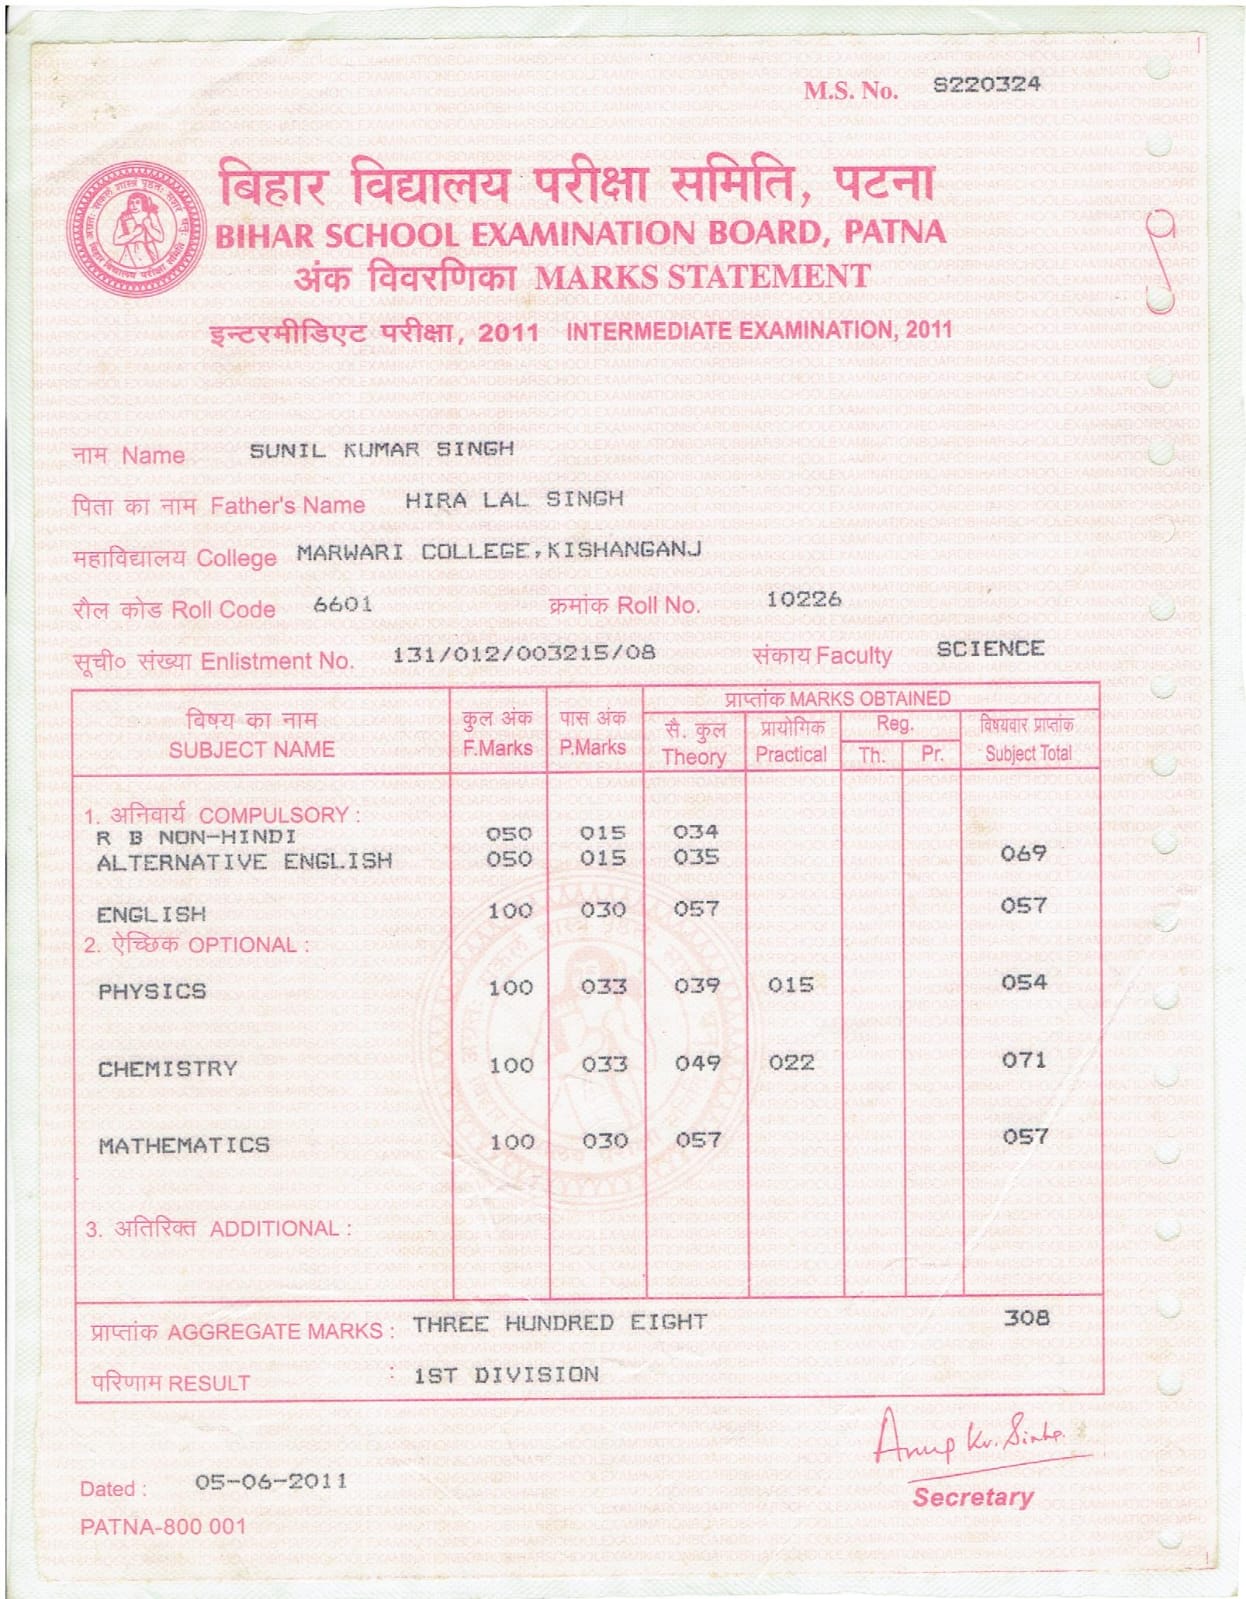 M.S. No. S220324
बिहार विद्यालय परीक्षा समिति, पटना
BIHAR SCHOOL EXAMINATION BOARD, PATNA
अंक विवरणिका MARKS STATEMENT
इन्टरमीडिएट परीक्षा, 2011 INTERMEDIATE EXAMINATION, 2011
नाम Name SUNIL KUMAR SINGH
पिता का नाम Father's Name HIRA LAL SINGH
महाविद्यालय College MARWARI COLLEGE,KISHANGANJ
रौल कोड Roll Code 6601 क्रमांक Roll No. 10226
सूची० संख्या Enlistment No. 131/012/003215/08 संकाय Faculty SCIENCE
प्राप्तांक MARKS OBTAINED
विषय का नाम कुल अंक पास अंक सै. कुल प्रायोगिक Reg. विषयवार प्राप्तांक
SUBJECT NAME F.Marks P.Marks Theory Practical Th. Pr. Subject Total
1. अनिवार्य COMPULSORY :
R B NON-HINDI 050 015 034
ALTERNATIVE ENGLISH 050 015 035 069
ENGLISH 100 030 057 057
2. ऐच्छिक OPTIONAL :
PHYSICS 100 033 039 015 054
CHEMISTRY 100 033 049 022 071
MATHEMATICS 100 030 057 057
3. अतिरिक्त ADDITIONAL :
प्राप्तांक AGGREGATE MARKS : THREE HUNDRED EIGHT 308
परिणाम RESULT : 1ST DIVISION
Anup Kr. Sinha
Secretary
Dated : 05-06-2011
PATNA-800 001